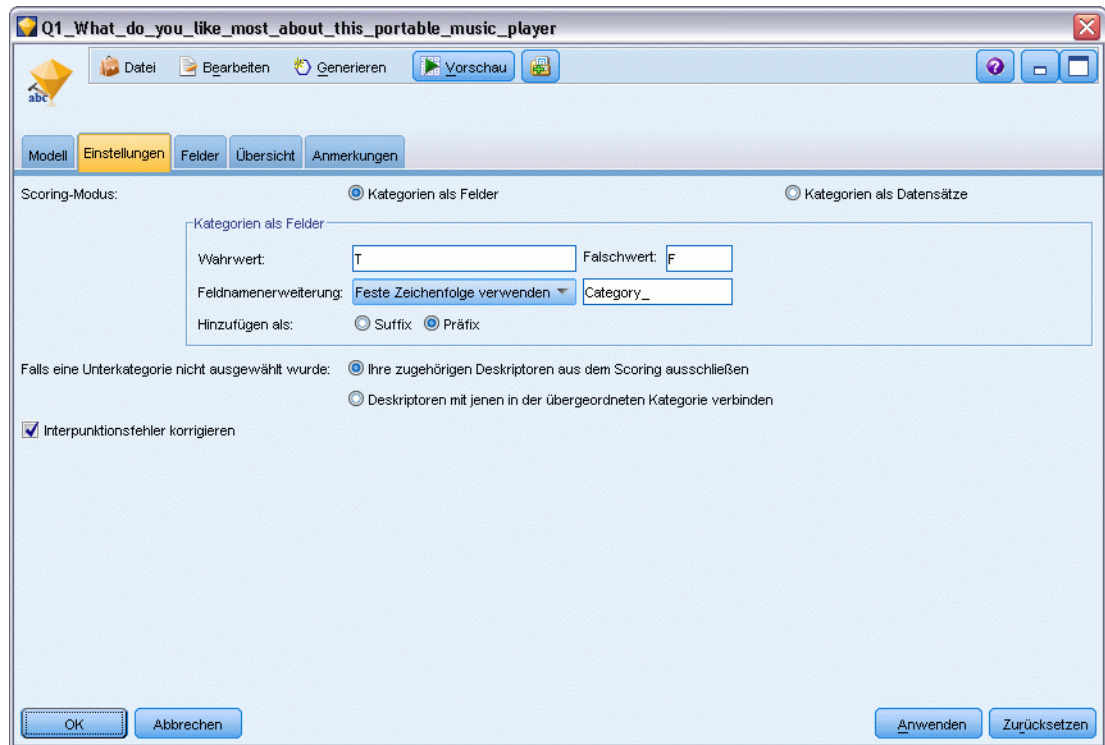 Q1_What_do_you_like_most_about_this_portable_music_player
abc
Datei Bearbeiten Generieren Vorschau
Modell Einstellungen Felder Übersicht Anmerkungen
Scoring-Modus: Kategorien als Felder Kategorien als Datensätze
Kategorien als Felder
Wahrwert: T Falschwert: F
Feldnamenerweiterung: Feste Zeichenfolge verwenden Category_
Hinzufügen als: Suffix Präfix
Falls eine Unterkategorie nicht ausgewählt wurde: Ihre zugehörigen Deskriptoren aus dem Scoring ausschließen
Deskriptoren mit jenen in der übergeordneten Kategorie verbinden
Interpunktionsfehler korrigieren
OK Abbrechen Anwenden Zurücksetzen